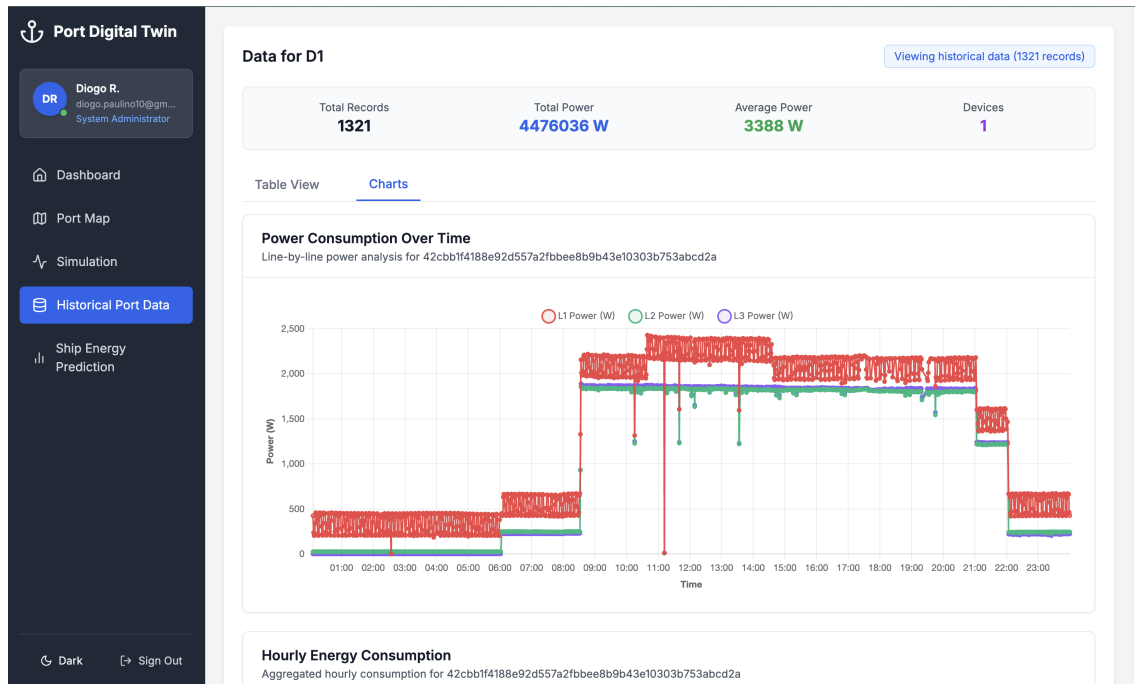 Port Digital Twin
DR
Diogo R.
diogo.paulino10@gm...
System Administrator
Dashboard
Port Map
Simulation
Historical Port Data
Ship Energy
Prediction
Dark
Sign Out
Data for D1
Viewing historical data (1321 records)
Total Records
1321
Total Power
4476036 W
Average Power
3388 W
Devices
1
Table View
Charts
Power Consumption Over Time
Line-by-line power analysis for 42cbb1f4188e92d557a2fbbee8b9b43e10303b753abcd2a
L1 Power (W) L2 Power (W) L3 Power (W)
Power (W)
2,500
2,000
1,500
1,000
500
0
01:00 02:00 03:00 04:00 05:00 06:00 07:00 08:00 09:00 10:00 11:00 12:00 13:00 14:00 15:00 16:00 17:00 18:00 19:00 20:00 21:00 22:00 23:00
Time
Hourly Energy Consumption
Aggregated hourly consumption for 42cbb1f4188e92d557a2fbbee8b9b43e10303b753abcd2a